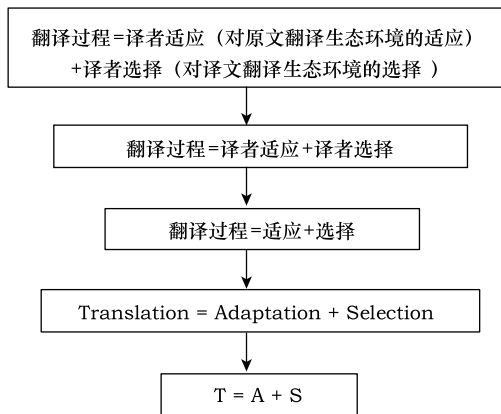 翻译过程=译者适应（对原文翻译生态环境的适应）
+译者选择（对译文翻译生态环境的选择 ）
翻译过程=译者适应+译者选择
翻译过程=适应+选择
Translation = Adaptation + Selection
T = A + S